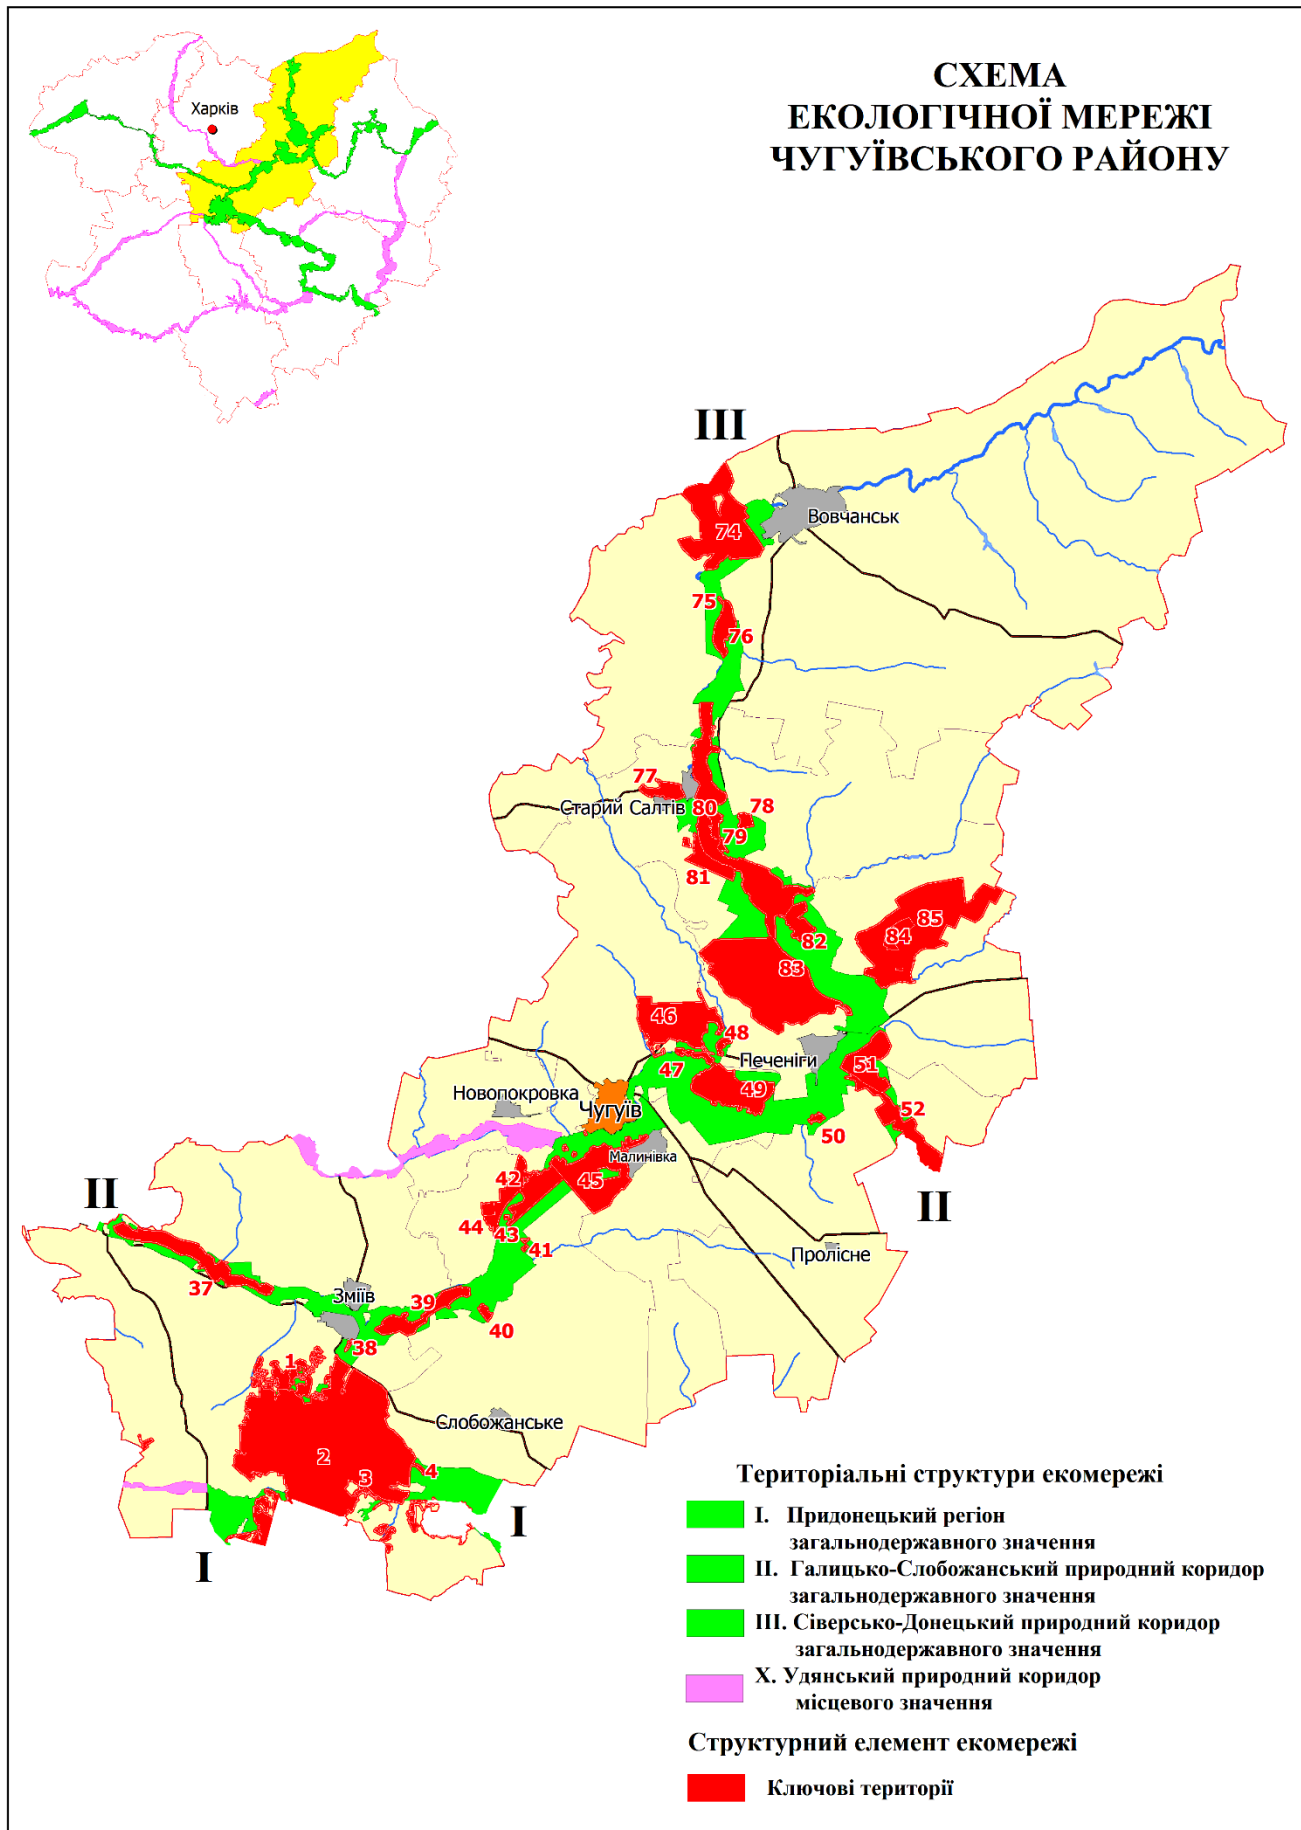 СХЕМА
ЕКОЛОГІЧНОЇ МЕРЕЖІ
ЧУГУЇВСЬКОГО РАЙОНУ
Харків
III
Вовчанськ
74
75
76
77
Старий Салтів
80
78
79
81
82
83
84
85
46
48
47
Печеніги
49
51
52
50
Новопокровка
Чугуїв
Малинівка
42
45
44
43
41
II
II
Пролісне
37
Зміїв
39
40
38
1
Слобожанське
2
3
4
I
I
Територіальні структури екомережі
I. Придонецький регіон
загальнодержавного значення
II. Галицько-Слобожанський природний коридор
загальнодержавного значення
III. Сіверсько-Донецький природний коридор
загальнодержавного значення
X. Удянський природний коридор
місцевого значення
Структурний елемент екомережі
Ключові території